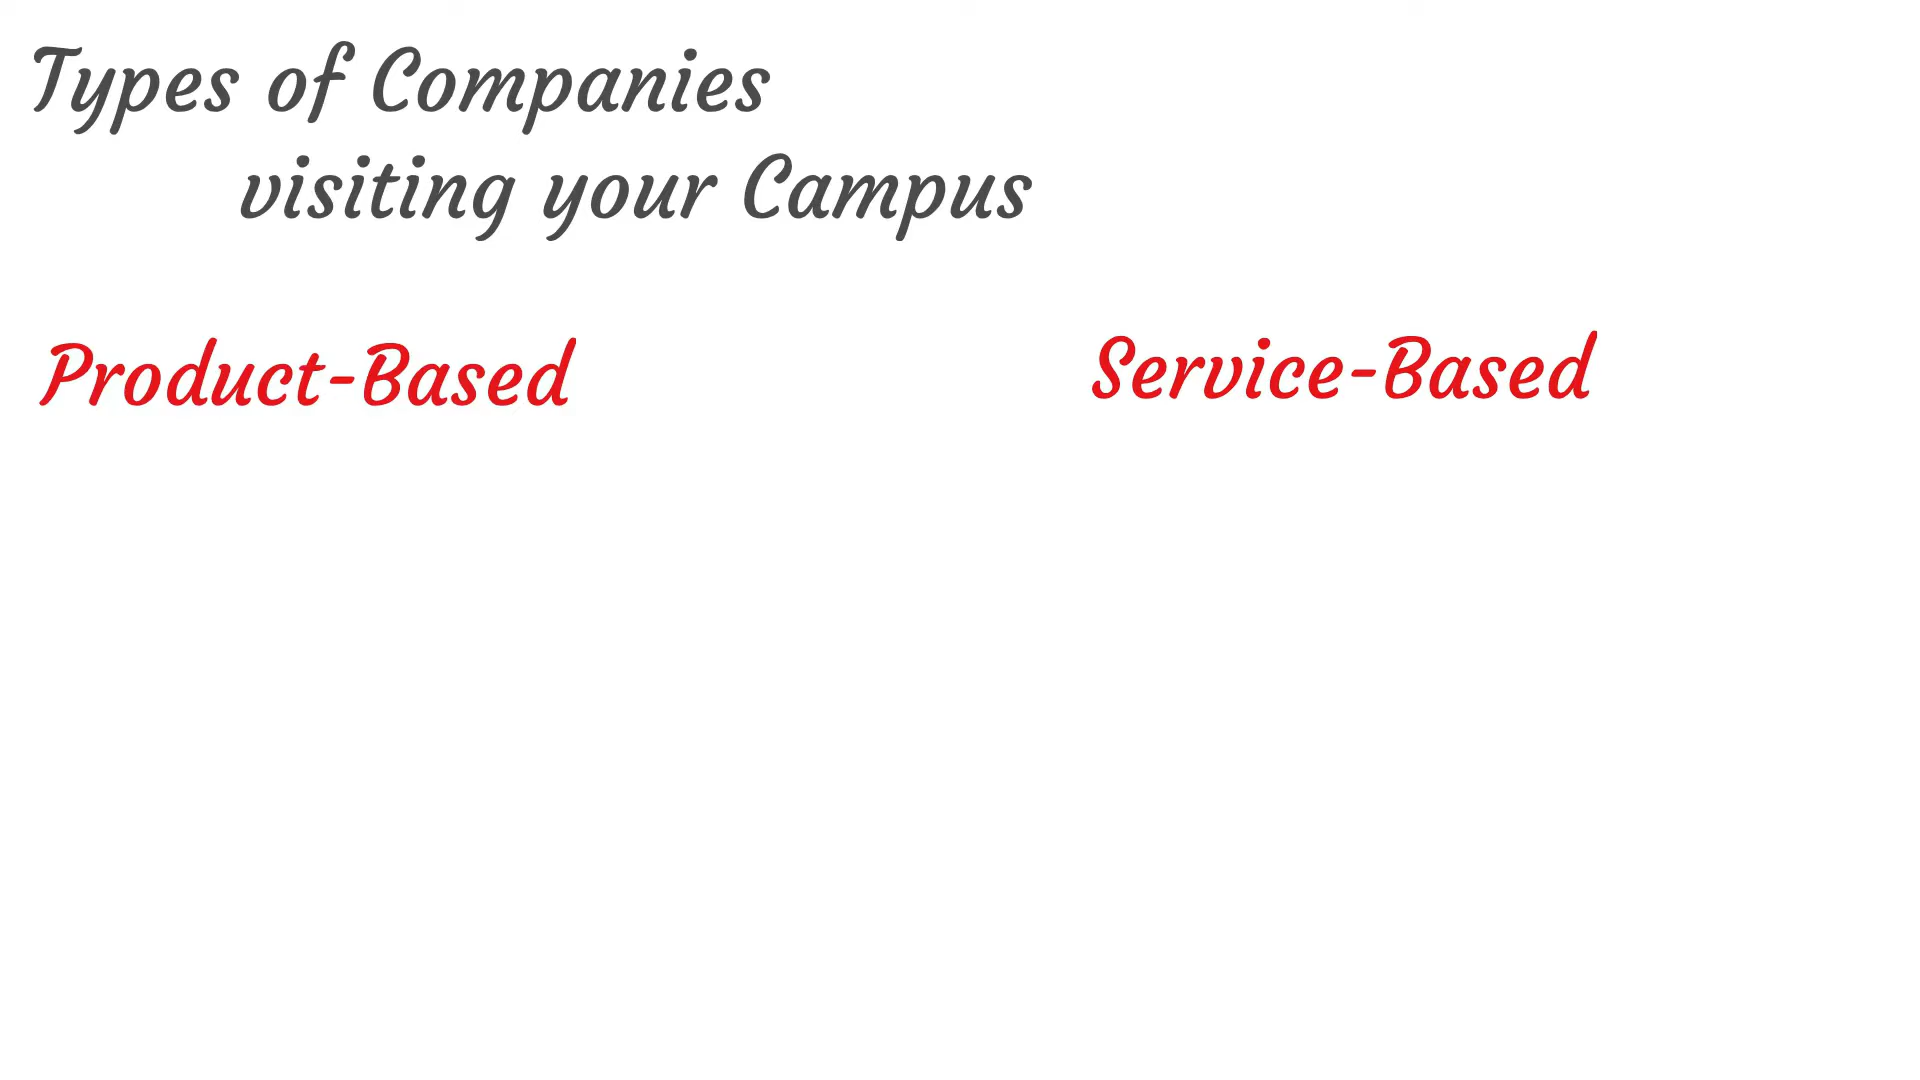 Types of Companies
visiting your Campus
Product-Based
Service-Based